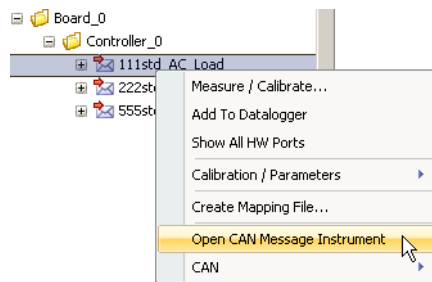 Board_0
Controller_0
111std_AC_Load
Measure / Calibrate...
222st
Add To Datalogger
555st
Show All HW Ports
Calibration / Parameters
Create Mapping File...
Open CAN Message Instrument
CAN